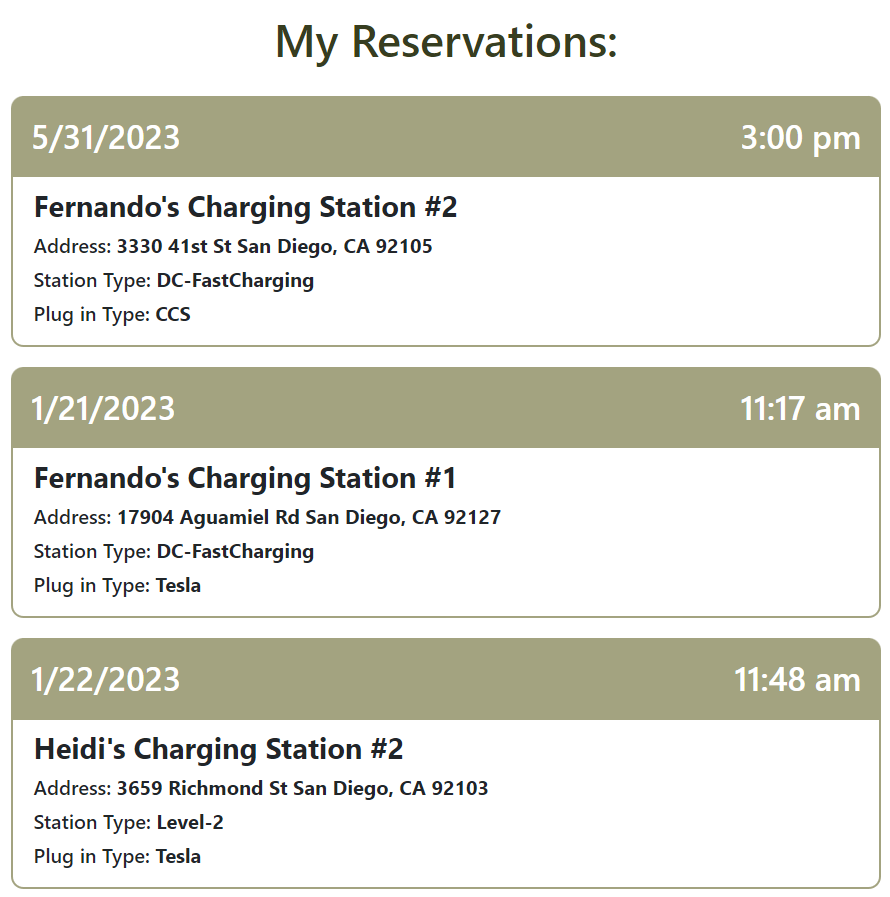 My Reservations:
5/31/2023 3:00 pm
Fernando's Charging Station #2
Address: 3330 41st St San Diego, CA 92105
Station Type: DC-FastCharging
Plug in Type: CCS
1/21/2023 11:17 am
Fernando's Charging Station #1
Address: 17904 Aguamiel Rd San Diego, CA 92127
Station Type: DC-FastCharging
Plug in Type: Tesla
1/22/2023 11:48 am
Heidi's Charging Station #2
Address: 3659 Richmond St San Diego, CA 92103
Station Type: Level-2
Plug in Type: Tesla